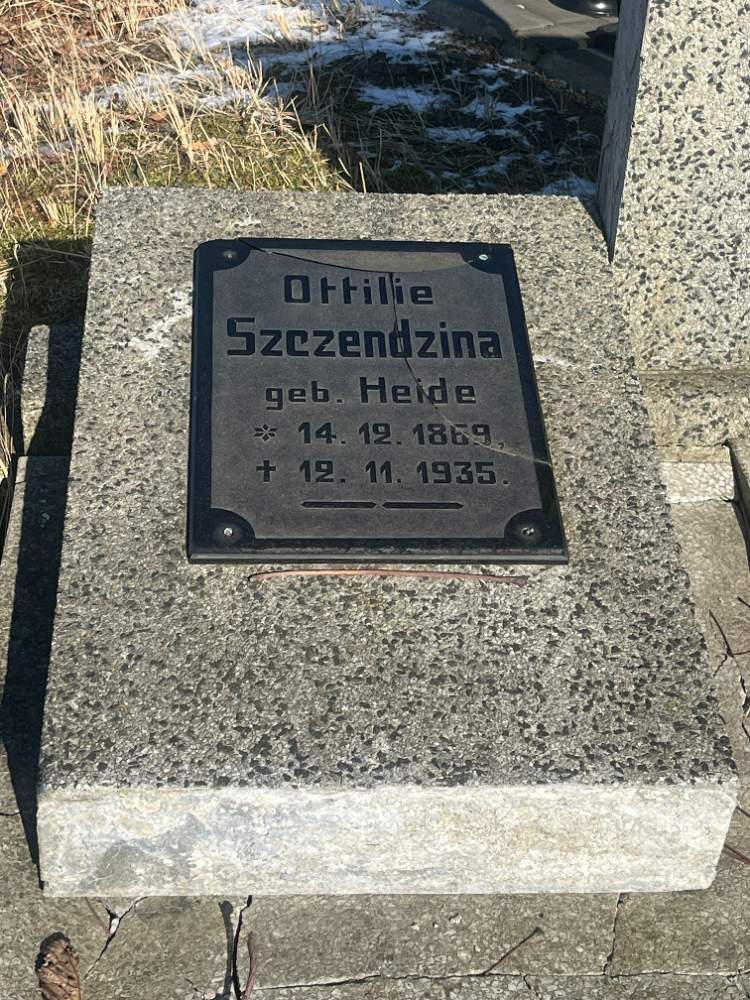 Ottilie
Szczendzina
geb. Heide
* 14. 12. 1869.
† 12. 11. 1935.